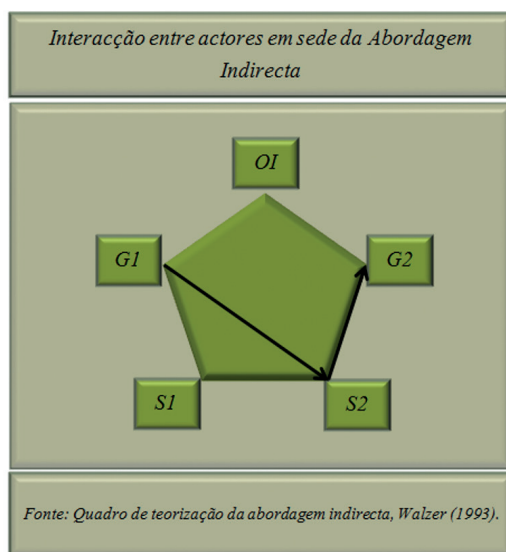 Interacção entre actores em sede da Abordagem
Indirecta
OI
G1
G2
S1
S2
Fonte: Quadro de teorização da abordagem indirecta, Walzer (1993).